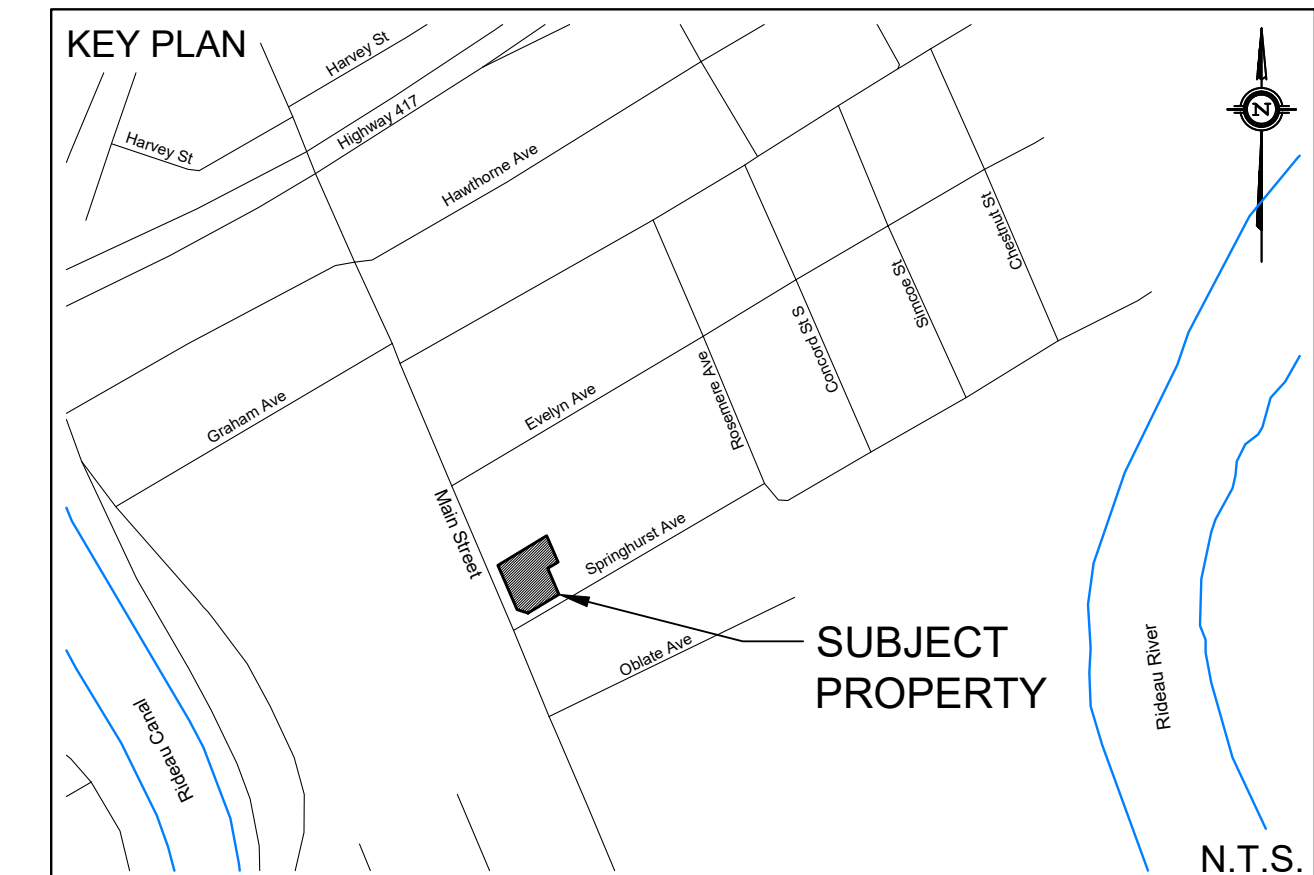 KEY PLAN
Harvey St
Highway 417
Harvey St
Hawthorne Ave
N
Chestnut St
Simcoe St
Concord St S
Rosemere Ave
Evelyn Ave
Graham Ave
Main Street
Springhurst Ave
Oblate Ave
SUBJECT
PROPERTY
Rideau River
Rideau Canal
N.T.S.